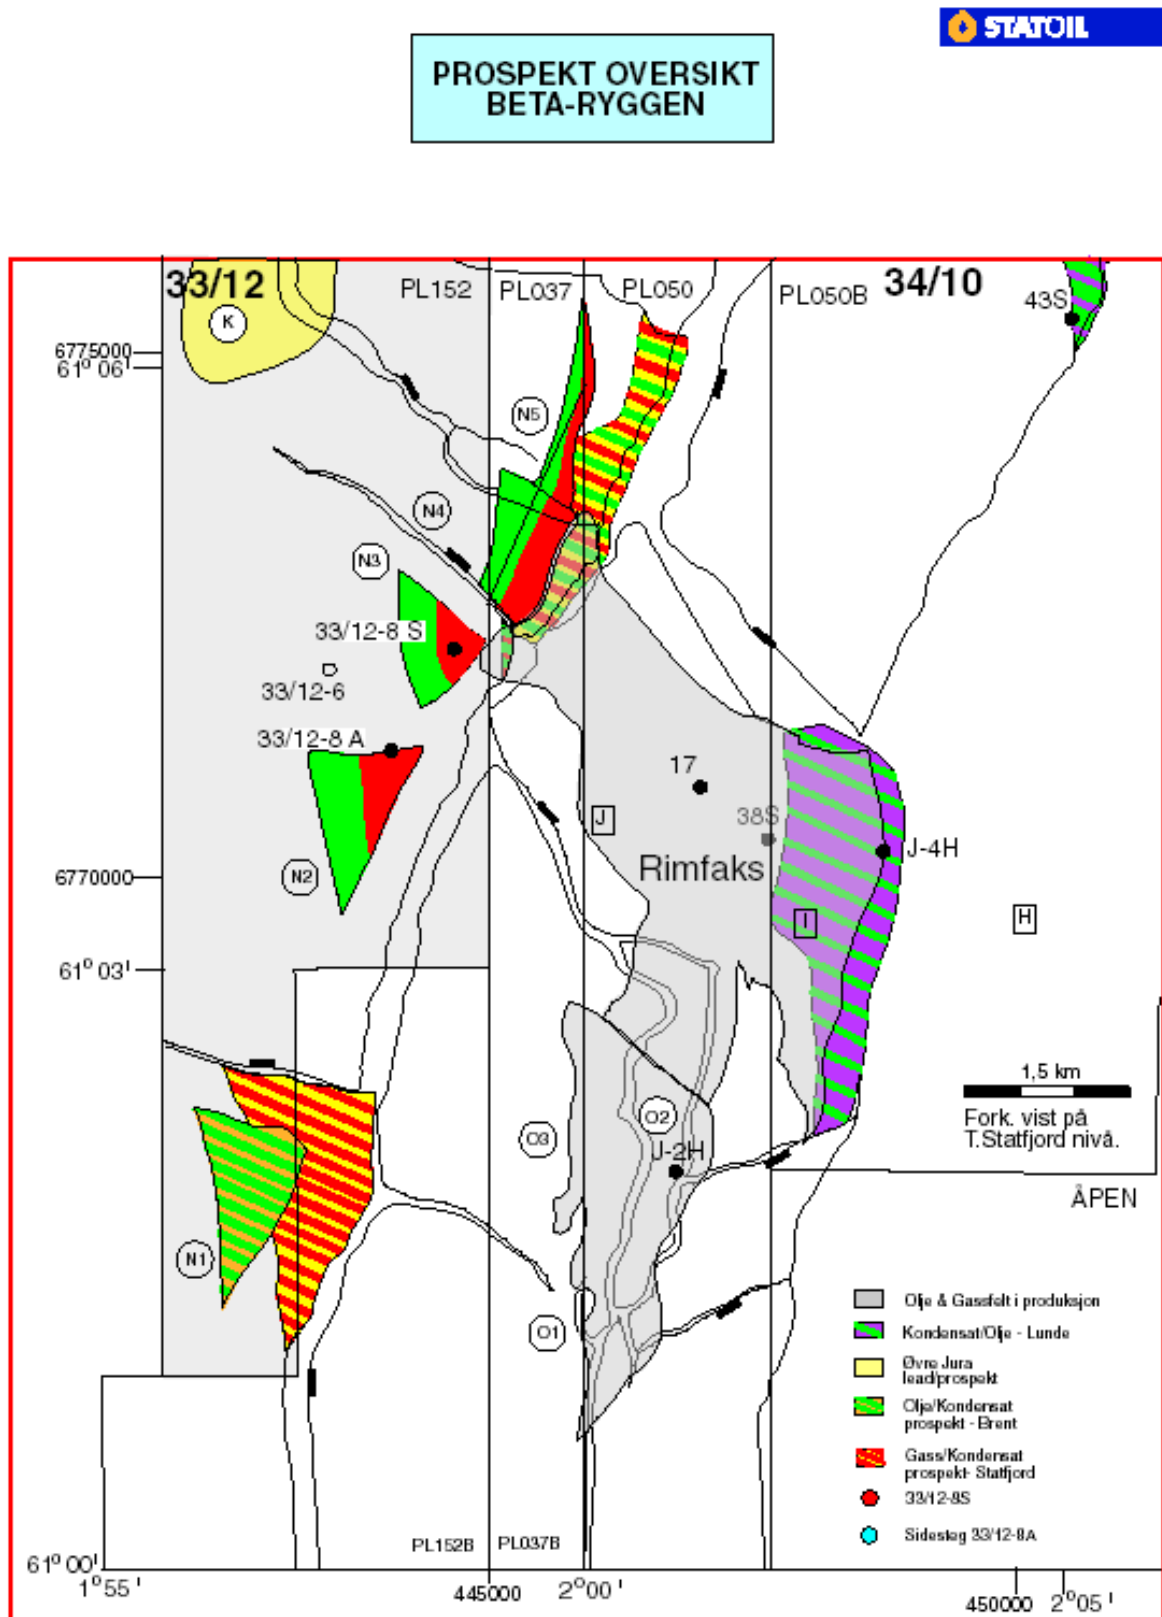 STATOIL
PROSPEKT OVERSIKT
BETA-RYGGEN
33/12
PL152
PL037
PL050
PL050B
34/10
43S
K
6775000
61° 06'
N5
N4
N3
33/12-8 S
33/12-6
33/12-8 A
17
J
38S
J-4H
Rimfaks
N2
6770000
I
H
61° 03'
1,5 km
Fork. vist på
T.Statfjord nivå.
O2
O3
J-2H
ÅPEN
N1
O1
Olje & Gassfelt i produksjon
Kondensat/Olje - Lunde
Øvre Jura
lead/prospekt
Olje/Kondensat
prospekt - Brent
Gass/Kondensat
prospekt- Statfjord
33/12-8S
Sidesteg 33/12-8A
PL152B
PL037B
61° 00'
1°55'
445000
2°00'
450000
2°05'